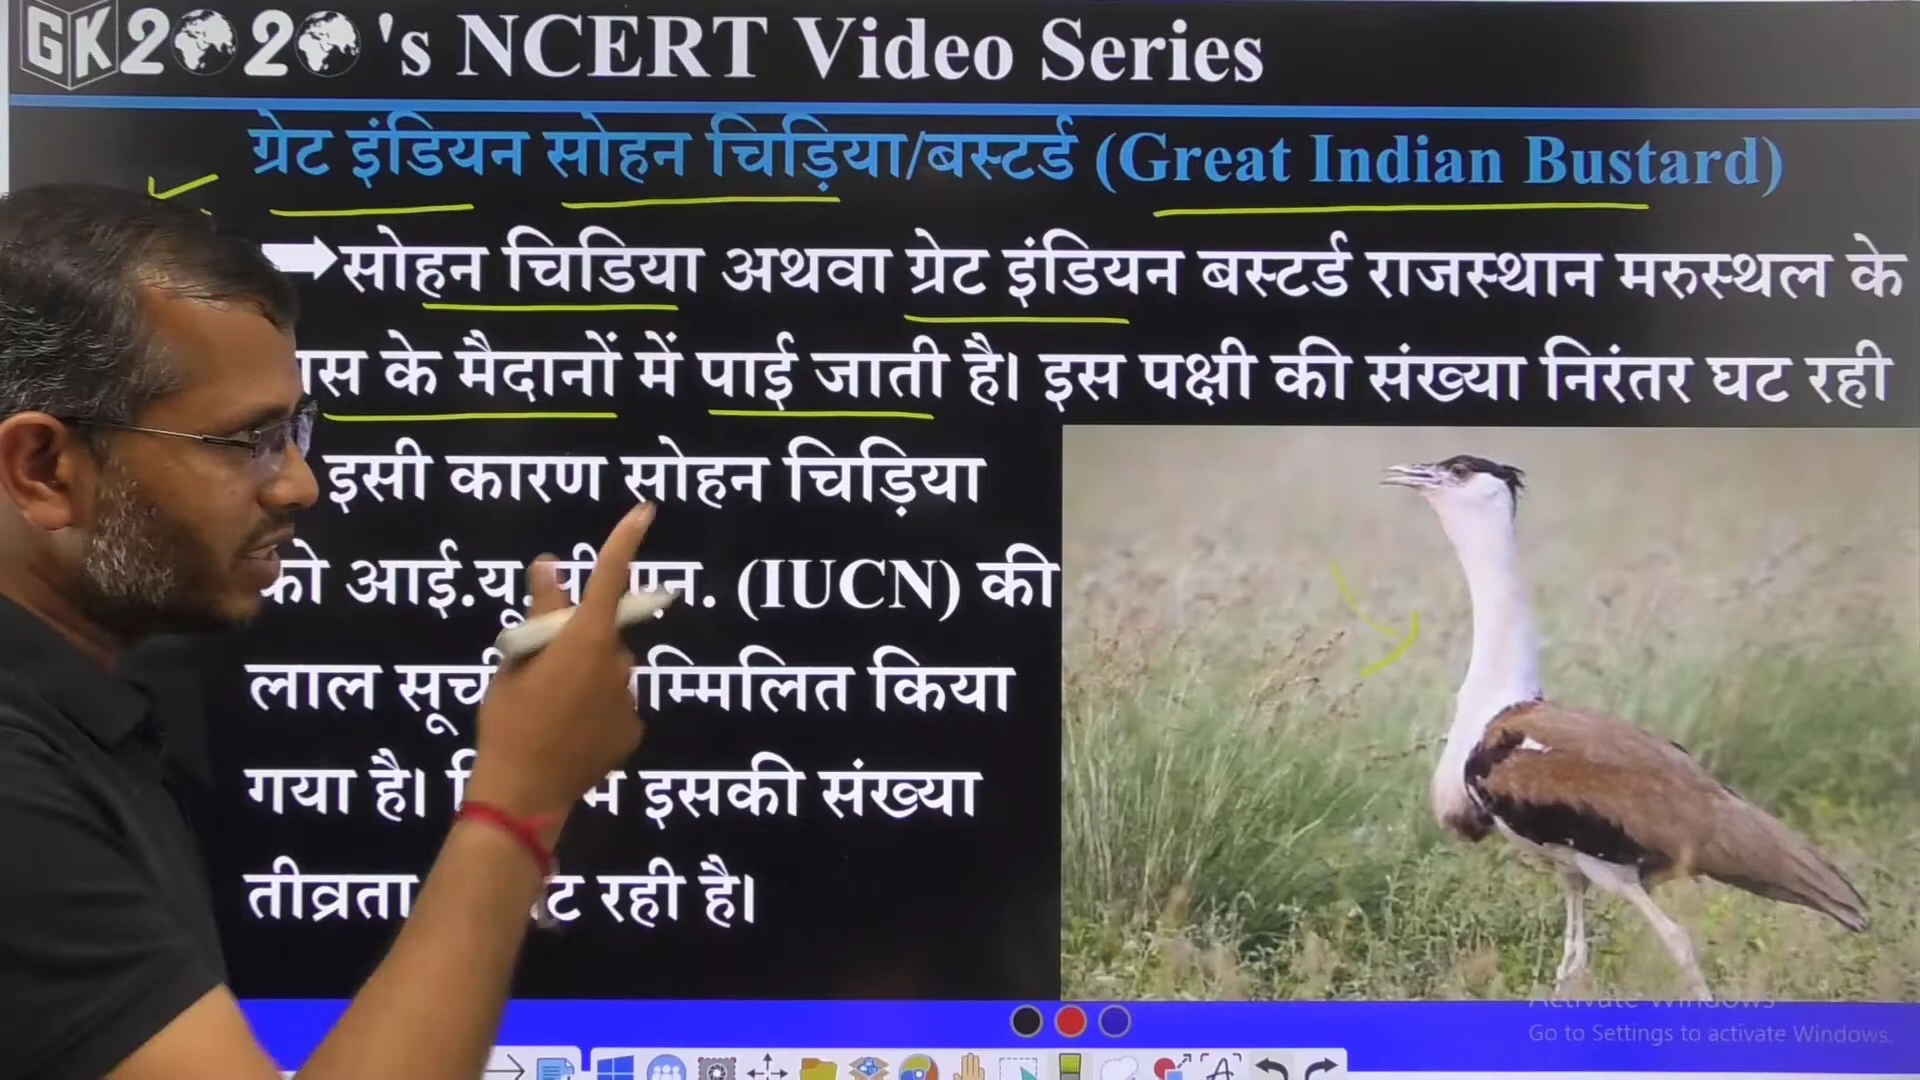 GK2020's NCERT Video Series
ग्रेट इंडियन सोहन चिड़िया/बस्टर्ड (Great Indian Bustard)
सोहन चिडिया अथवा ग्रेट इंडियन बस्टर्ड राजस्थान मरुस्थल के
के मैदानों में पाई जाती है। इस पक्षी की संख्या निरंतर घट रही
इसी कारण सोहन चिड़िया
को आई.यू. (IUCN) की
लाल किया
गया है। इसकी संख्या
तीव्रता रही है।
Activate Windows
Go to Settings to activate Windows.